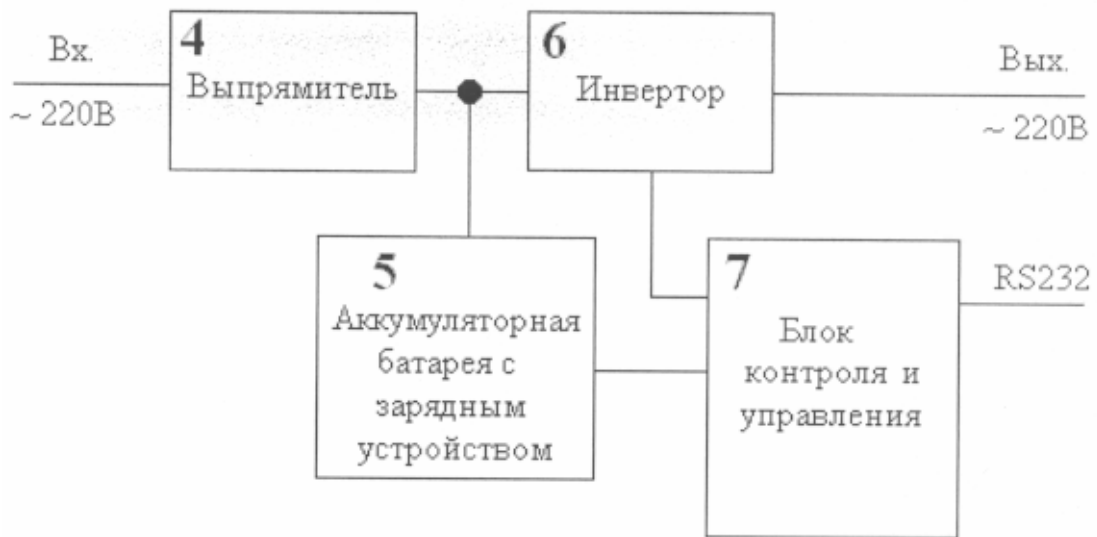 Вх.
~ 220В
4
Выпрямитель
6
Инвертор
Вых.
~ 220В
5
Аккумуляторная
батарея с
зарядным
устройством
7
Блок
контроля и
управления
RS232